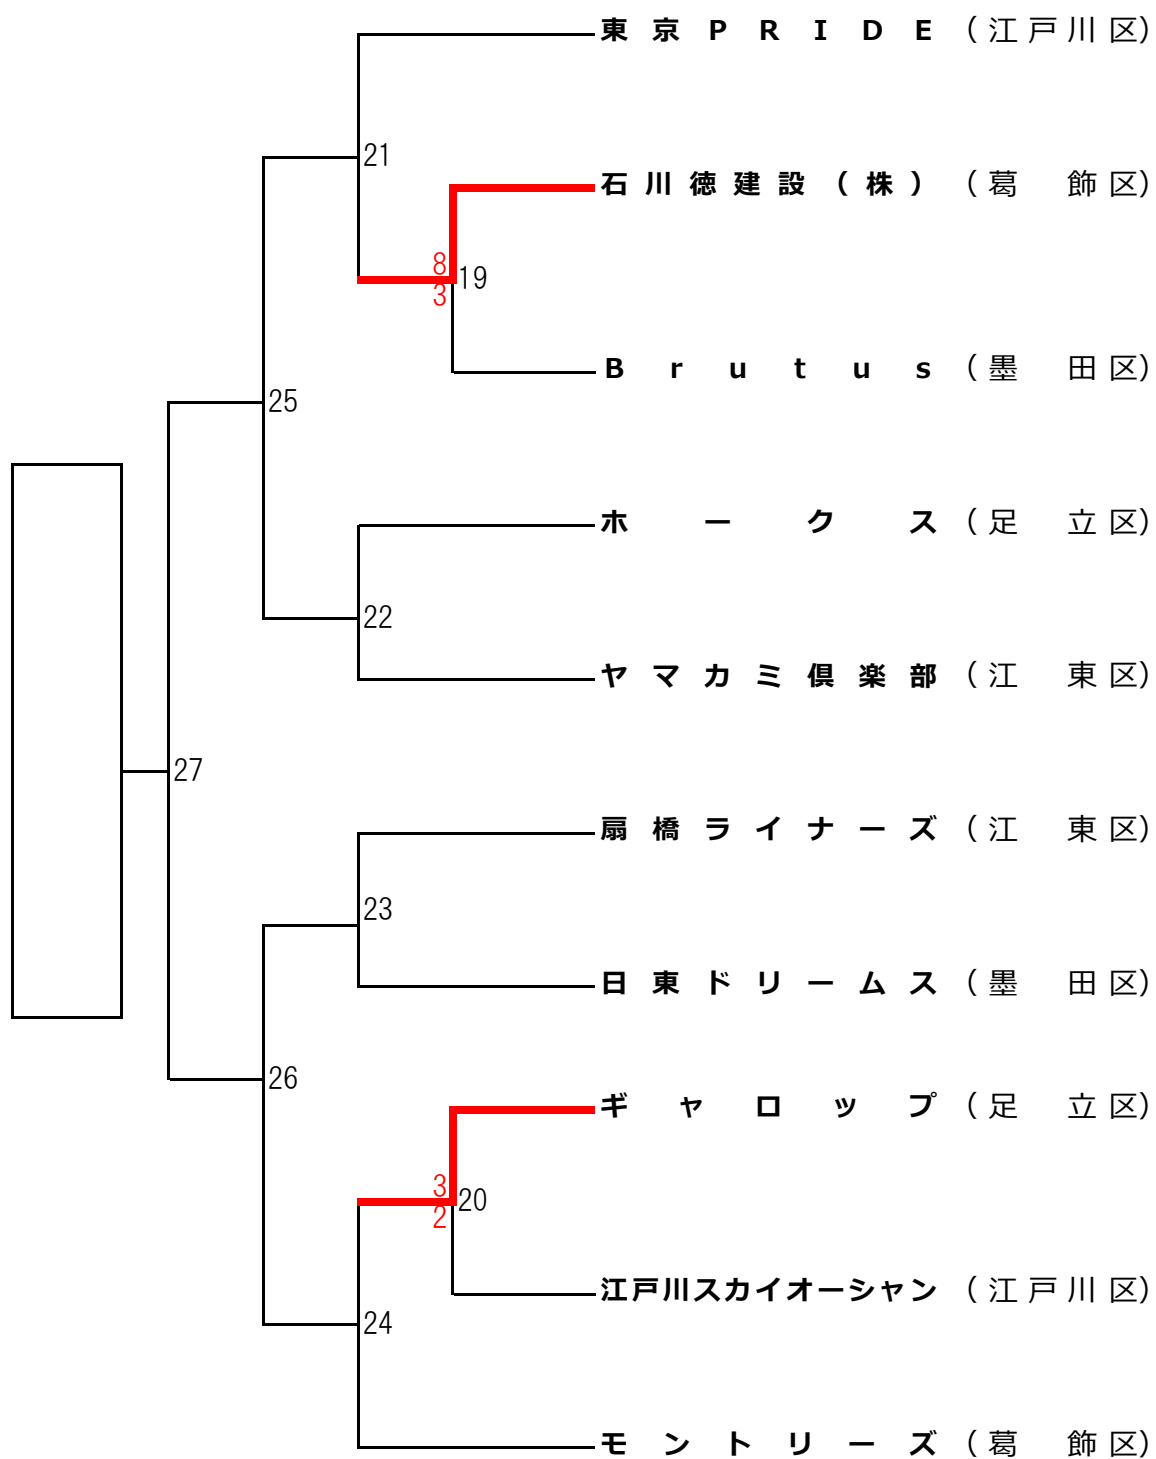 東京PRIDE（江戸川区）
21
石川徳建設（株）（葛飾区）
8
19
3
Brutus（墨田区）
25
ホークス（足立区）
22
ヤマカミ倶楽部（江東区）
27
扇橋ライナーズ（江東区）
23
日東ドリームス（墨田区）
26
ギャロップ（足立区）
3
20
2
江戸川スカイオーシャン（江戸川区）
24
モントリーズ（葛飾区）